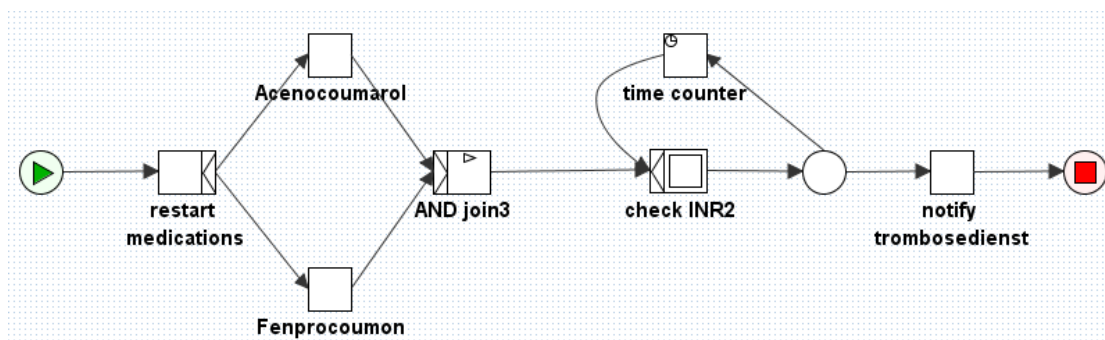 Acenocoumarol
time counter
restart
medications
AND join3
check INR2
notify
trombosedienst
Fenprocoumon